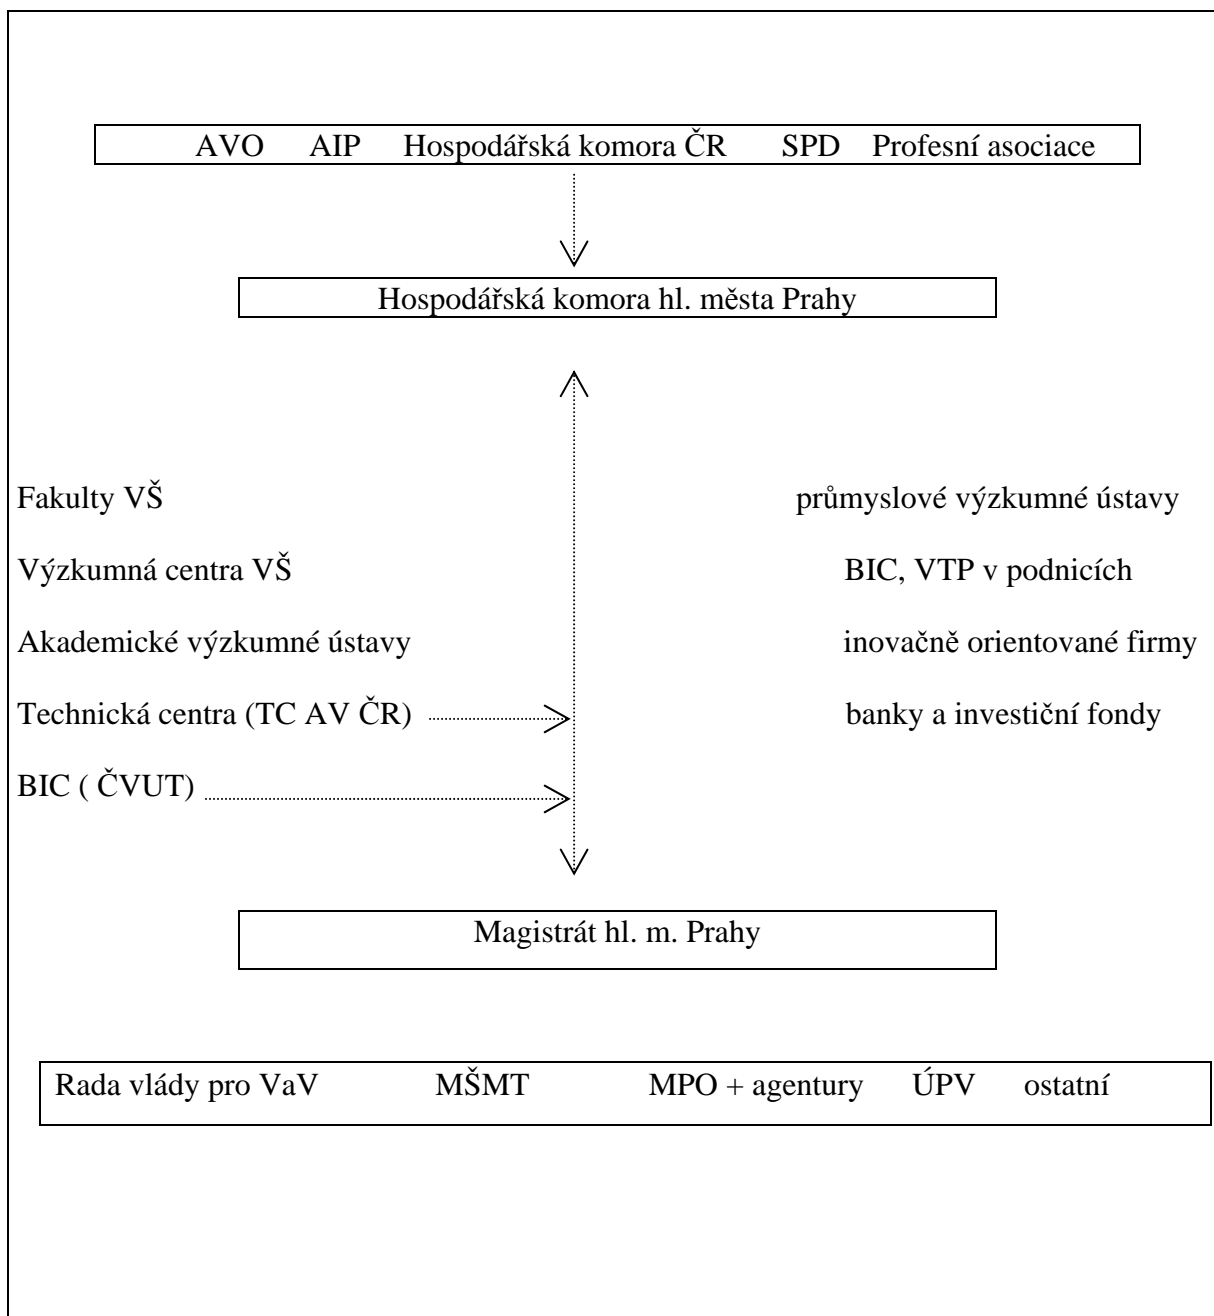 AVO AIP Hospodářská komora ČR SPD Profesní asociace
Hospodářská komora hl. města Prahy
Fakulty VŠ průmyslové výzkumné ústavy
Výzkumná centra VŠ BIC, VTP v podnicích
Akademické výzkumné ústavy inovačně orientované firmy
Technická centra (TC AV ČR) banky a investiční fondy
BIC ( ČVUT)
Magistrát hl. m. Prahy
Rada vlády pro VaV MŠMT MPO + agentury ÚPV ostatní